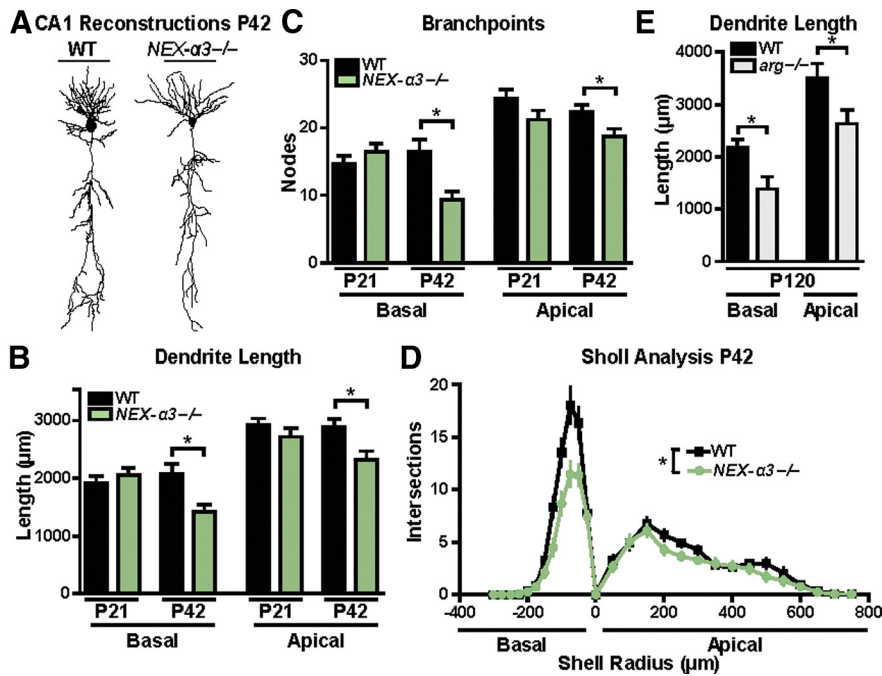 A CA1 Reconstructions P42
WT NEX-α3–/–
B Dendrite Length
WT
NEX-α3–/–
Length (µm)
3000
2000
1000
0
* *
P21 P42 P21 P42
Basal Apical
C Branchpoints
WT
NEX-α3–/–
Nodes
30
20
10
0
* *
P21 P42 P21 P42
Basal Apical
E Dendrite Length
WT
arg–/–
Length (µm)
4000
3000
2000
1000
0
* *
P120
Basal Apical
D Sholl Analysis P42
Intersections
20
15
10
5
0
* WT
NEX-α3–/–
-400 -200 0 200 400 600 800
Basal Apical
Shell Radius (µm)